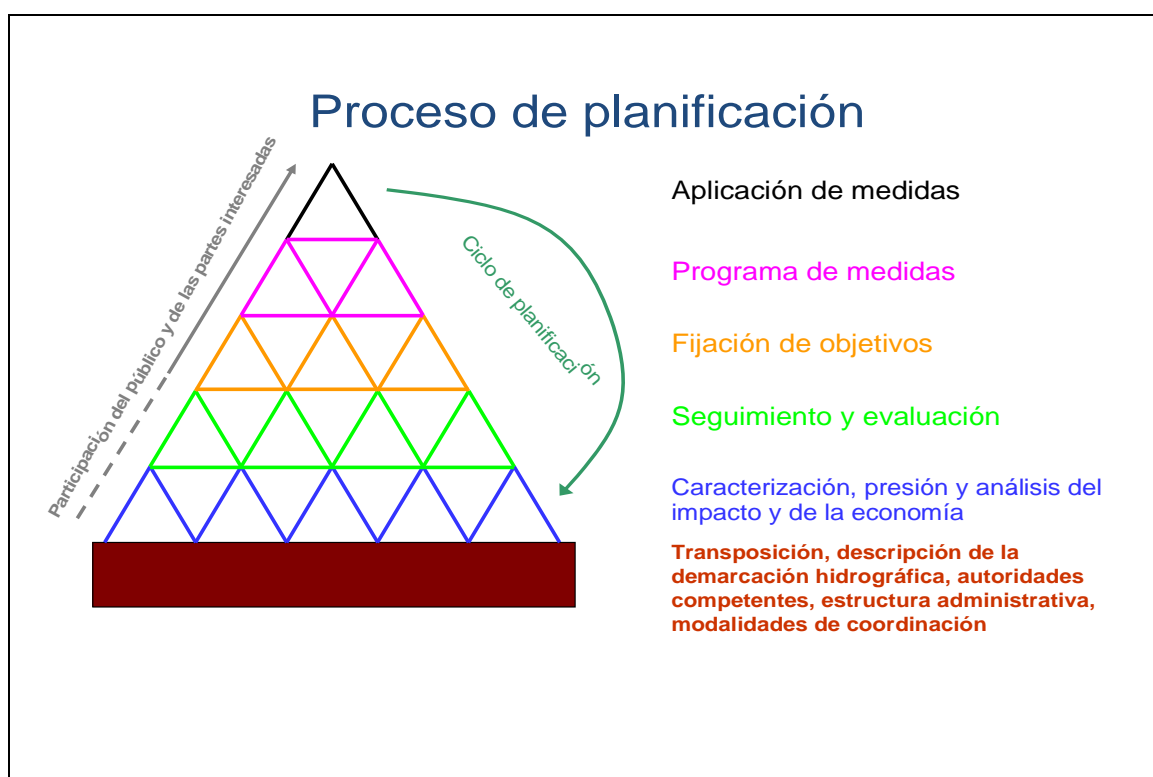 Proceso de planificación
Participación del Público y de las partes interesadas
Ciclo de planificación
Aplicación de medidas
Programa de medidas
Fijación de objetivos
Seguimiento y evaluación
Caracterización, presión y análisis del
impacto y de la economía
Transposición, descripción de la
demarcación hidrográfica, autoridades
competentes, estructura administrativa,
modalidades de coordinación